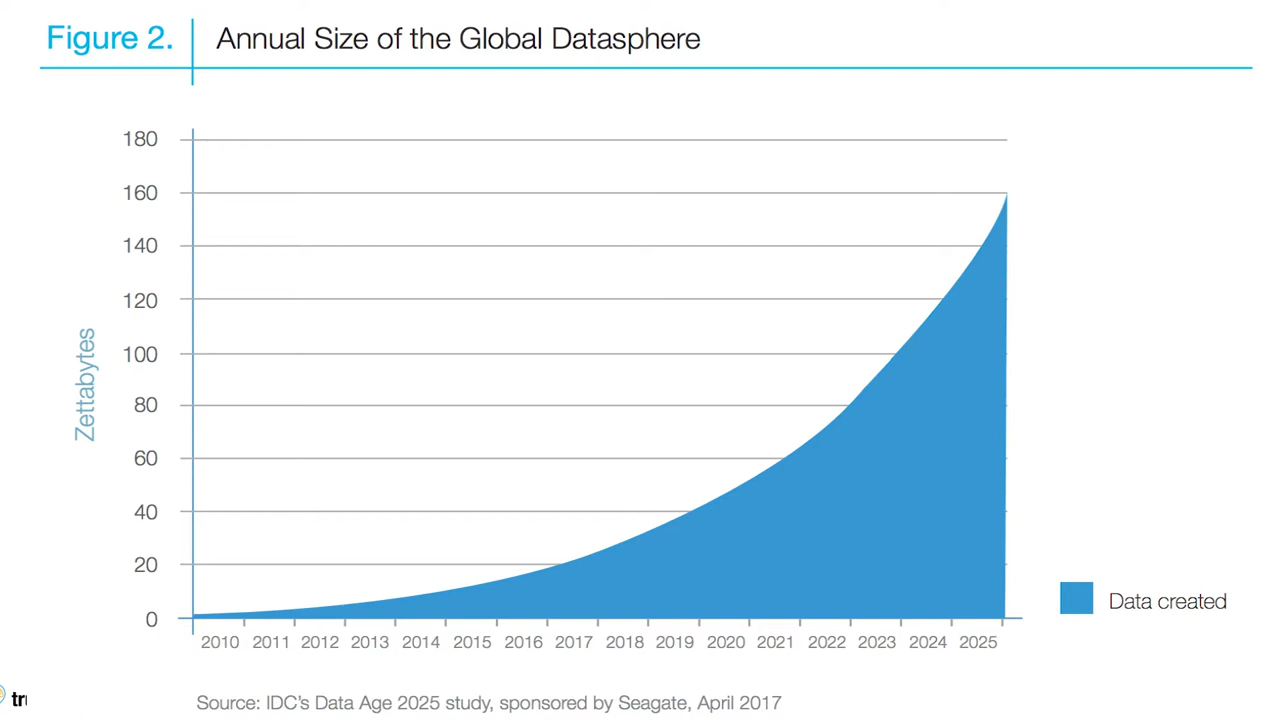 Figure 2.
Annual Size of the Global Datasphere
180
160
140
120
100
80
60
40
20
0
Zettabytes
2010 2011 2012 2013 2014 2015 2016 2017 2018 2019 2020 2021 2022 2023 2024 2025
Data created
Source: IDC's Data Age 2025 study, sponsored by Seagate, April 2017